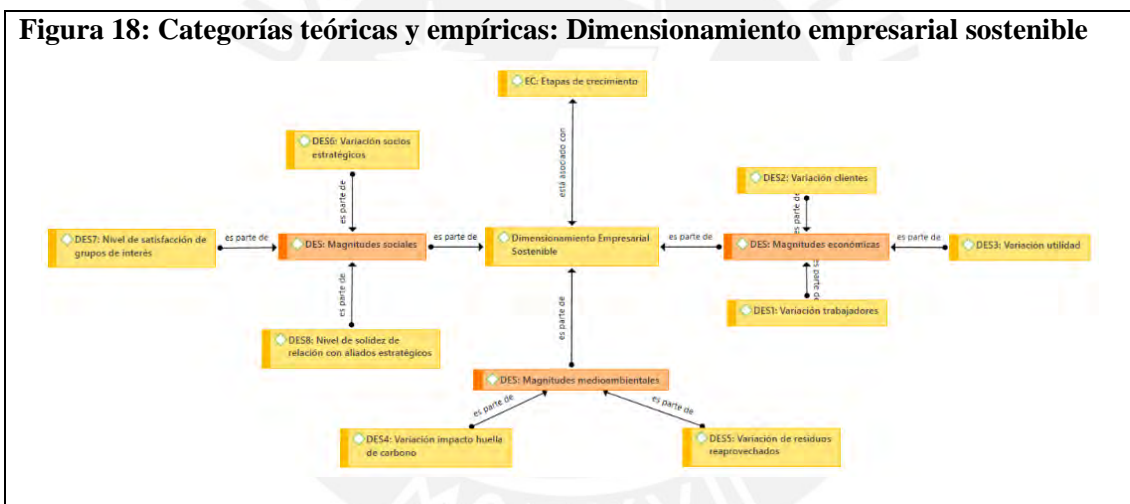 Figura 18: Categorías teóricas y empíricas: Dimensionamiento empresarial sostenible
EC: Etapas de crecimiento
está asociado con
DES6: Variación socios
estratégicos
es parte de
DES2: Variación clientes
es parte de
DES7: Nivel de satisfacción de
grupos de interés
es parte de
DES: Magnitudes sociales
es parte de
Dimensionamiento Empresarial
Sostenible
es parte de
DES: Magnitudes económicas
es parte de
DES3: Variación utilidad
es parte de
es parte de
DES1: Variación trabajadores
DES8: Nivel de solidez de
relación con aliados estratégicos
es parte de
DES: Magnitudes medioambientales
es parte de
es parte de
DES4: Variación impacto huella
de carbono
DES5: Variación de residuos
reaprovechados